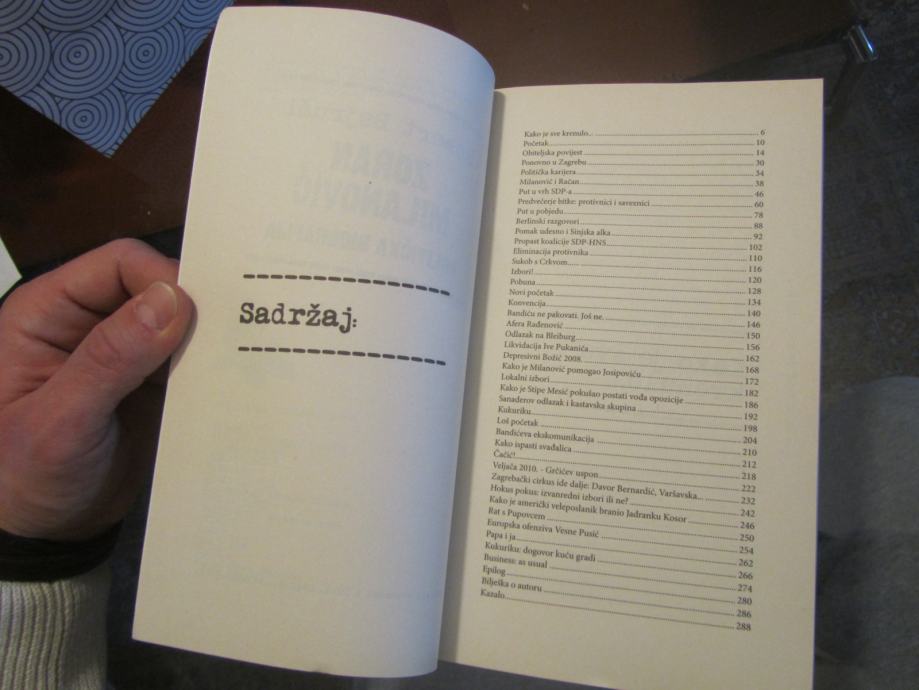 Sadržaj:
Kako je sve krenulo... 6
Početak 10
Obiteljska povijest 14
Ponovno u Zagrebu 30
Politička karijera 34
Milanović i Račan 38
Put u vrh SDP-a 46
Predvečerje bitke: protivnici i saveznici 60
Put u pobjedu 78
Berlinski razgovori 88
Pomak udesno i Sinjska alka 92
Propast koalicije SDP-HNS 102
Eliminacija protivnika 110
Sukob s Crkvom 116
Izbori! 120
Pobuna 128
Novi početak 134
Konvencija 140
Bandiću ne pakovati. Još ne. 146
Afera Rađenović 150
Odlazak na Bleiburg 156
Likvidacija Ive Pukanića 162
Depresivni Božić 2008. 168
Kako je Milanović pomogao Josipoviću 172
Lokalni izbori 182
Kako je Stipe Mesić pokušao postati vođa opozicije 186
Sanaderov odlazak i kastavska skupina 192
Kukuriku 198
Loš početak 204
Bandićeva ekskomunikacija 210
Kako ispasti svađalica 212
Čačić! 218
Veljača 2010. - Grčićev uspon 222
Zagrebački cirkus ide dalje: Davor Bernardić, Varšavska... 232
Hokus pokus: izvanredni izbori ili ne? 242
Kako je američki veleposlanik branio Jadranku Kosor 246
Rat s Pupovcem 250
Europska ofenziva Vesne Pusić 254
Papa i ja 262
Kukuriku: dogovor kuću gradi 266
Business: as usual 274
Epilog 280
Bilješka o autoru 286
Kazalo 288